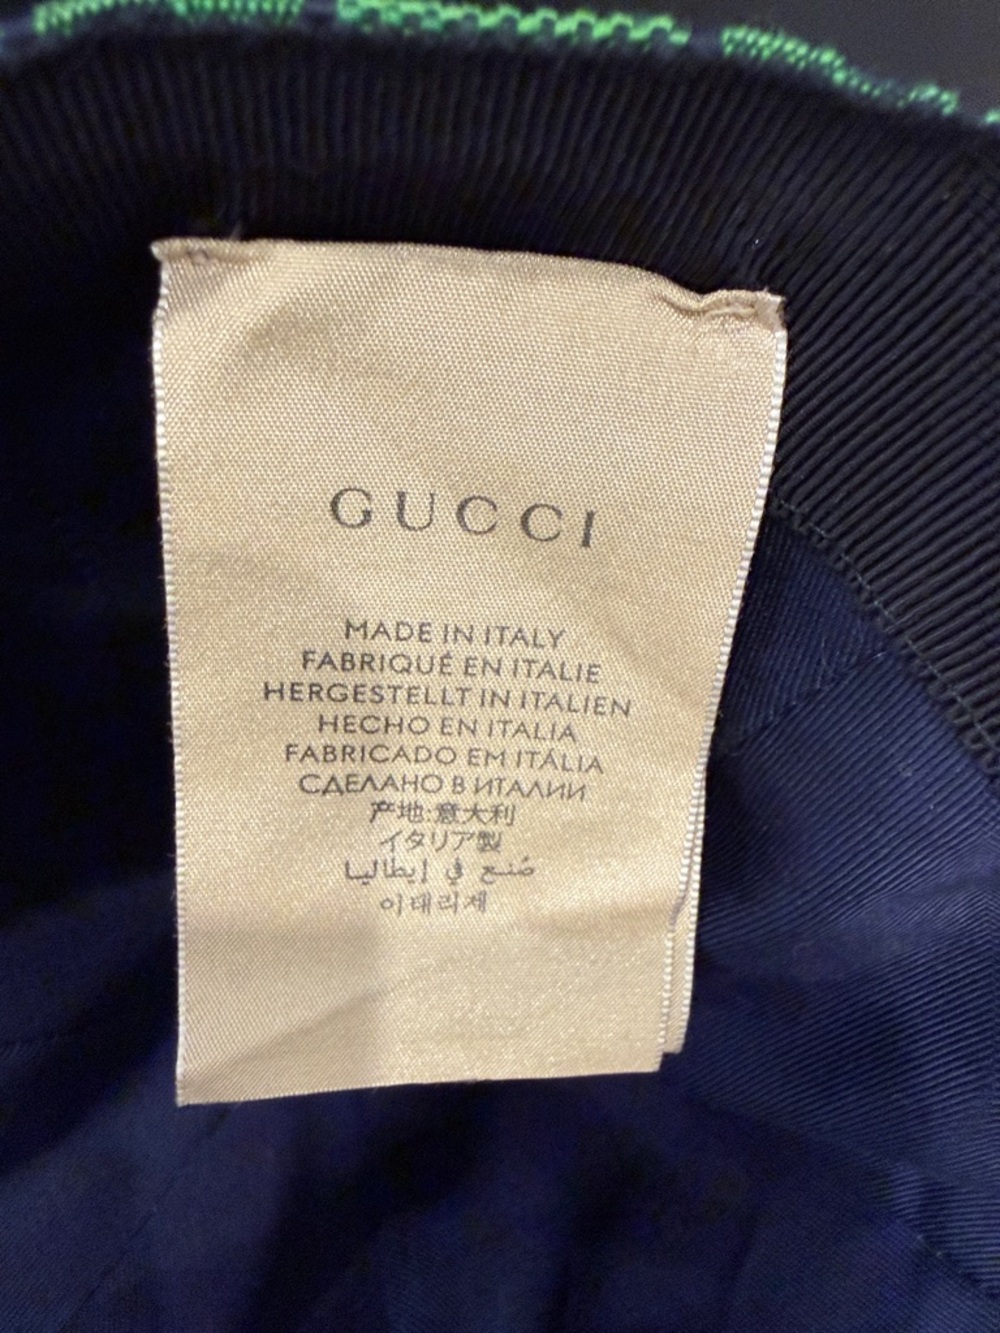 GUCCI
MADE IN ITALY
FABRIQUÉ EN ITALIE
HERGESTELLT IN ITALIEN
HECHO EN ITALIA
FABRICADO EM ITÁLIA
СДЕЛАНО В ИТАЛИИ
产地:意大利
イタリア製
صُنع في إيطاليا
이태리제